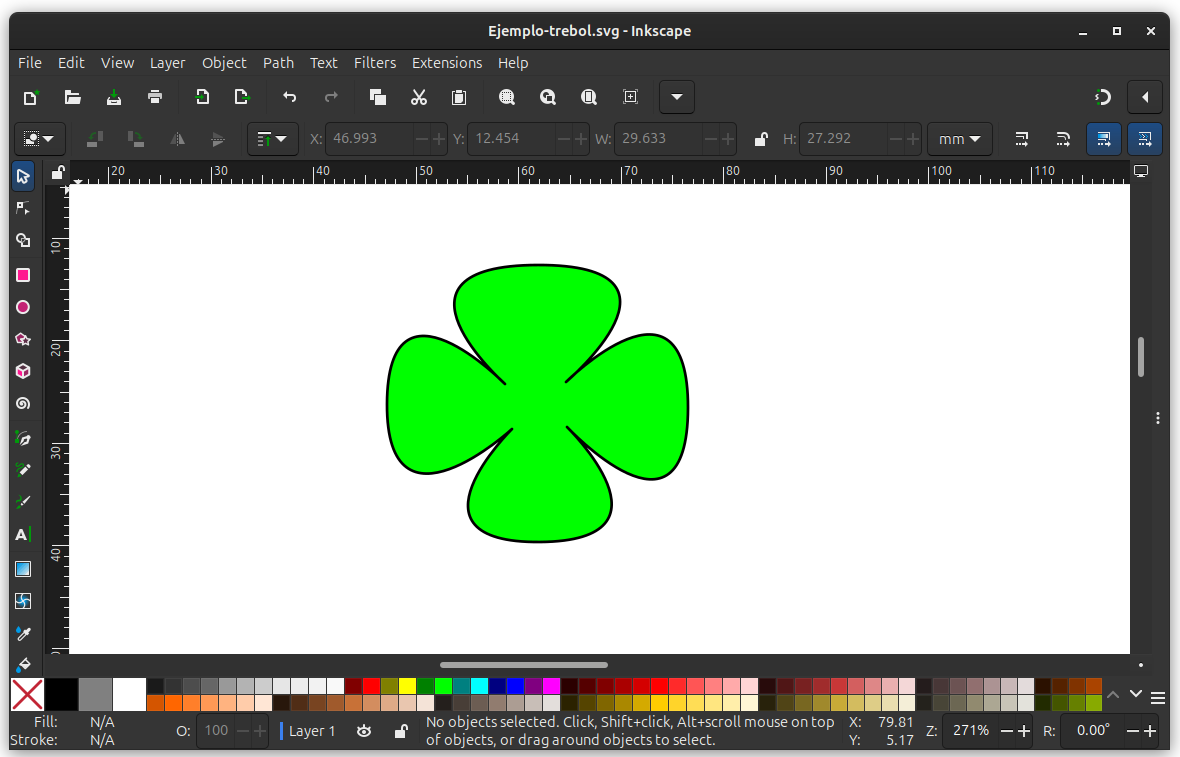 Ejemplo-trebol.svg - Inkscape
File Edit View Layer Object Path Text Filters Extensions Help
X: 46.993 Y: 12.454 W: 29.633 H: 27.292 mm
20 30 40 50 60 70 80 90 100 110
10
20
30
40
A
Fill: N/A
Stroke: N/A
O: 100
Layer 1
No objects selected. Click, Shift+click, Alt+scroll mouse on top
of objects, or drag around objects to select.
X: 79.81
Y: 5.17
Z: 271%
R: 0.00°